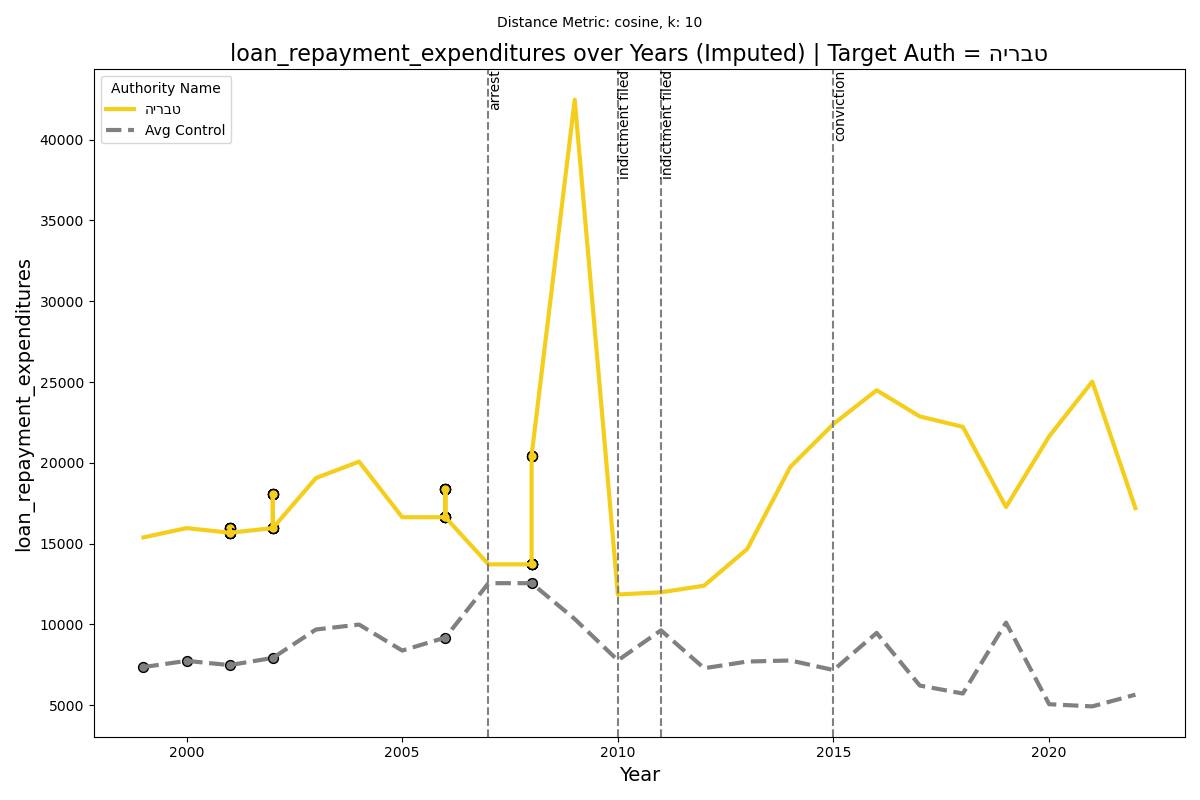 Distance Metric: cosine, k: 10
loan_repayment_expenditures over Years (Imputed) | Target Auth = טבריה
Authority Name
טבריה
Avg Control
arrest
indictment filed
indictment filed
conviction
loan_repayment_expenditures
40000
35000
30000
25000
20000
15000
10000
5000
2000
2005
2010
2015
2020
Year